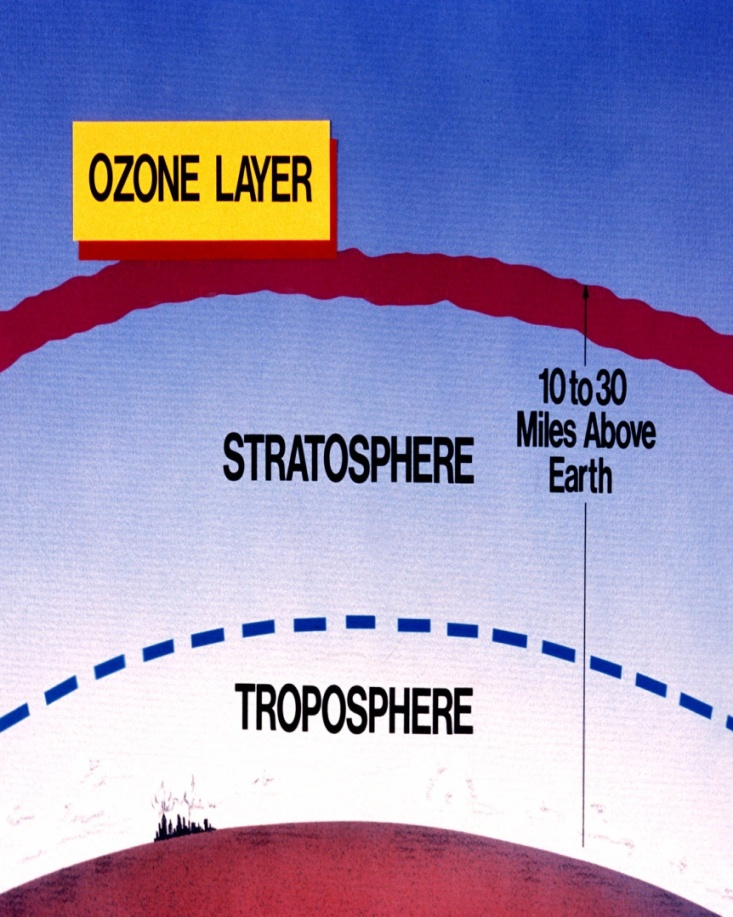 OZONE LAYER
10 to 30
Miles Above
Earth
STRATOSPHERE
TROPOSPHERE